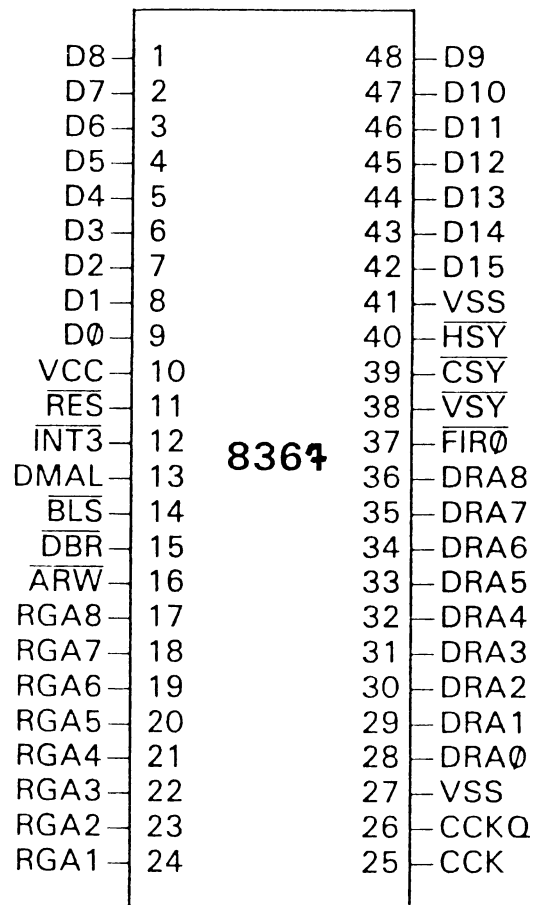 D8 1 48 D9
D7 2 47 D10
D6 3 46 D11
D5 4 45 D12
D4 5 44 D13
D3 6 43 D14
D2 7 42 D15
D1 8 41 VSS
D0 9 40 HSY
VCC 10 39 CSY
RES 11 38 VSY
INT3 12 37 FIR0
DMAL 13 36 DRA8
BLS 14 35 DRA7
DBR 15 34 DRA6
ARW 16 33 DRA5
RGA8 17 32 DRA4
RGA7 18 31 DRA3
RGA6 19 30 DRA2
RGA5 20 29 DRA1
RGA4 21 28 DRA0
RGA3 22 27 VSS
RGA2 23 26 CCKQ
RGA1 24 25 CCK